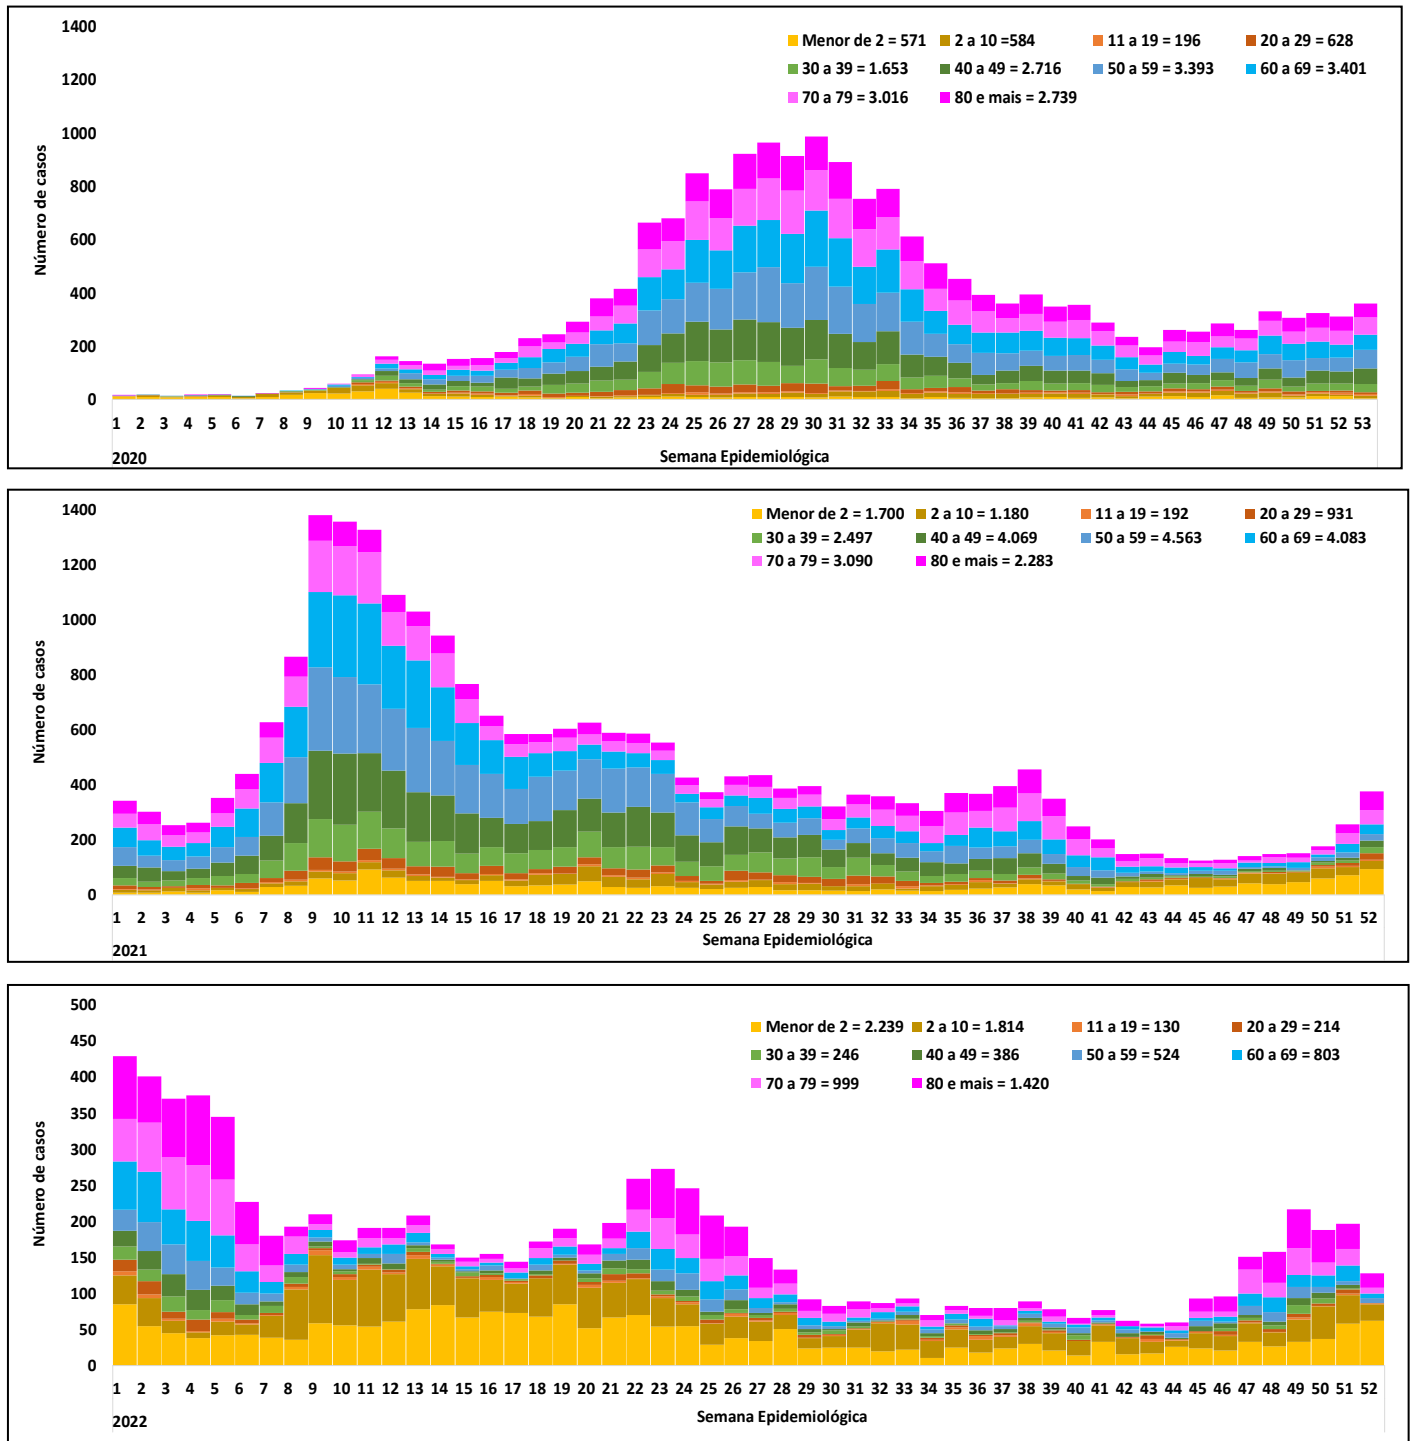 1400
1200
1000
800
600
400
200
0
Número de casos
Menor de 2 = 571 2 a 10 =584 11 a 19 = 196 20 a 29 = 628
30 a 39 = 1.653 40 a 49 = 2.716 50 a 59 = 3.393 60 a 69 = 3.401
70 a 79 = 3.016 80 e mais = 2.739
1 2 3 4 5 6 7 8 9 10 11 12 13 14 15 16 17 18 19 20 21 22 23 24 25 26 27 28 29 30 31 32 33 34 35 36 37 38 39 40 41 42 43 44 45 46 47 48 49 50 51 52 53
2020
Semana Epidemiológica
1400
1200
1000
800
600
400
200
0
Número de casos
Menor de 2 = 1.700 2 a 10 = 1.180 11 a 19 = 192 20 a 29 = 931
30 a 39 = 2.497 40 a 49 = 4.069 50 a 59 = 4.563 60 a 69 = 4.083
70 a 79 = 3.090 80 e mais = 2.283
1 2 3 4 5 6 7 8 9 10 11 12 13 14 15 16 17 18 19 20 21 22 23 24 25 26 27 28 29 30 31 32 33 34 35 36 37 38 39 40 41 42 43 44 45 46 47 48 49 50 51 52
Semana Epidemiológica
2021
500
450
400
350
300
250
200
150
100
50
0
Número de casos
Menor de 2 = 2.239 2 a 10 = 1.814 11 a 19 = 130 20 a 29 = 214
30 a 39 = 246 40 a 49 = 386 50 a 59 = 524 60 a 69 = 803
70 a 79 = 999 80 e mais = 1.420
1 2 3 4 5 6 7 8 9 10 11 12 13 14 15 16 17 18 19 20 21 22 23 24 25 26 27 28 29 30 31 32 33 34 35 36 37 38 39 40 41 42 43 44 45 46 47 48 49 50 51 52
Semana Epidemiológica
2022